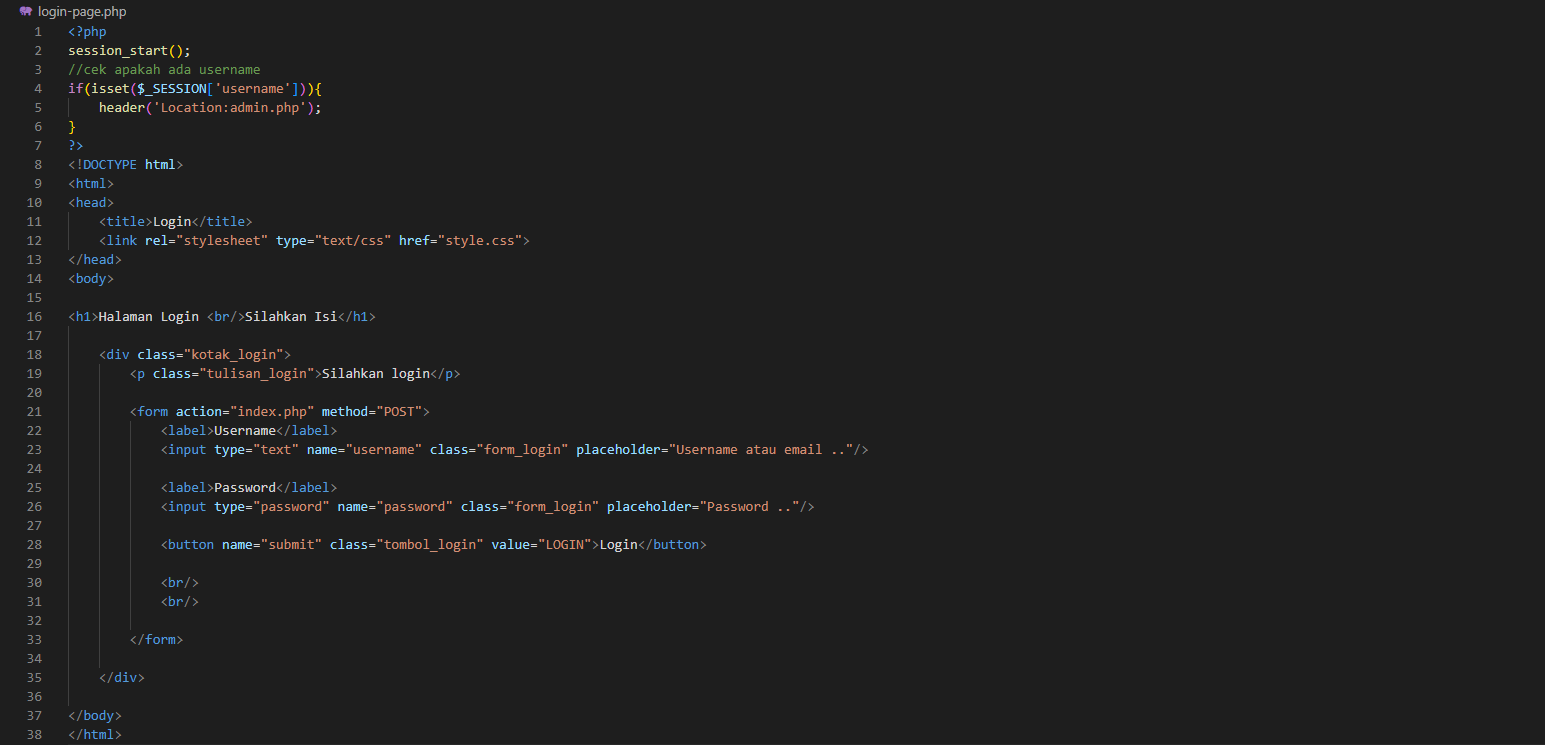 login-page.php
1 <?php
2 session_start();
3 //cek apakah ada username
4 if(isset($_SESSION['username'])){
5     header('Location:admin.php');
6 }
7 ?>
8 <!DOCTYPE html>
9 <html>
10 <head>
11     <title>Login</title>
12     <link rel="stylesheet" type="text/css" href="style.css">
13 </head>
14 <body>
15
16 <h1>Halaman Login <br/>Silahkan Isi</h1>
17
18     <div class="kotak_login">
19         <p class="tulisan_login">Silahkan login</p>
20
21         <form action="index.php" method="POST">
22             <label>Username</label>
23             <input type="text" name="username" class="form_login" placeholder="Username atau email .."/>
24
25             <label>Password</label>
26             <input type="password" name="password" class="form_login" placeholder="Password .."/>
27
28             <button name="submit" class="tombol_login" value="LOGIN">Login</button>
29
30             <br/>
31             <br/>
32
33         </form>
34
35     </div>
36
37 </body>
38 </html>